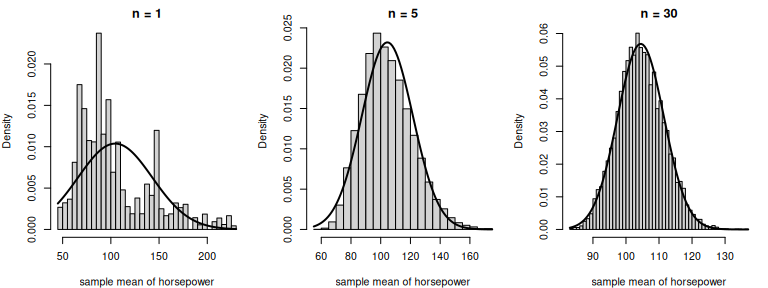 n = 1
Density
0.000 0.005 0.010 0.015 0.020
50 100 150 200
sample mean of horsepower
n = 5
Density
0.000 0.005 0.010 0.015 0.020 0.025
60 80 100 120 140 160
sample mean of horsepower
n = 30
Density
0.00 0.01 0.02 0.03 0.04 0.05 0.06
90 100 110 120 130
sample mean of horsepower